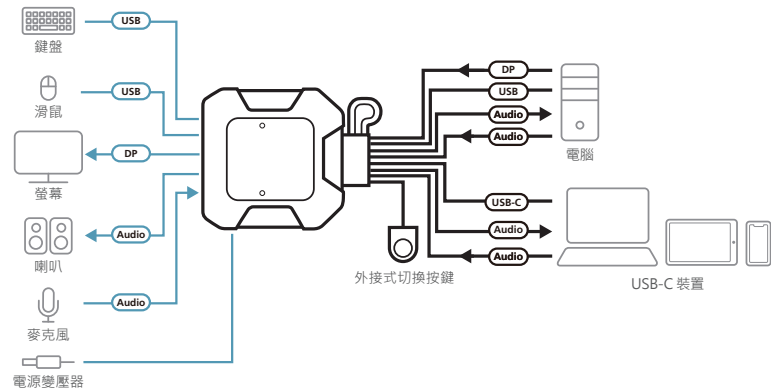 USB
鍵盤
USB
滑鼠
DP
螢幕
Audio
喇叭
Audio
麥克風
電源變壓器
DP
USB
Audio
Audio
電腦
USB-C
Audio
Audio
外接式切換按鍵
USB-C 裝置